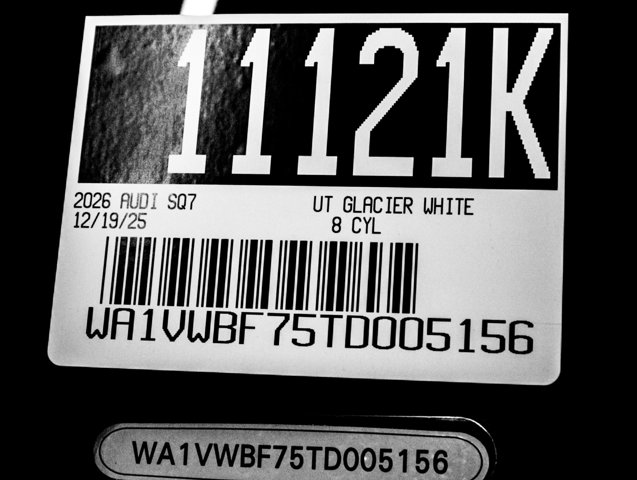 11121K
2026 AUDI SQ7 UT GLACIER WHITE
12/19/25 8 CYL
WA1VWBF75TD005156
WA1VWBF75TD005156